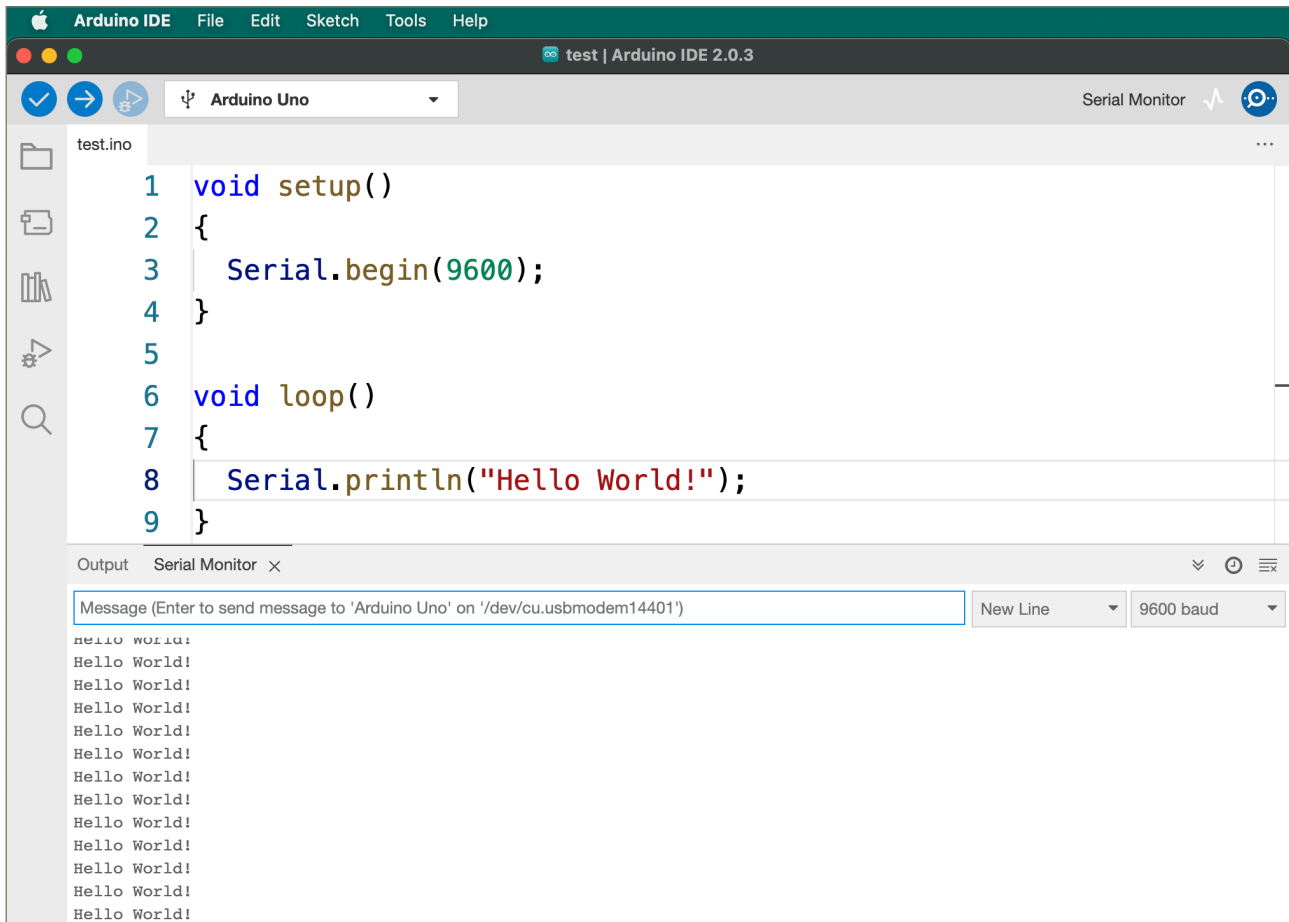 Arduino IDE File Edit Sketch Tools Help
test | Arduino IDE 2.0.3
Arduino Uno Serial Monitor
test.ino
1 void setup()
2 {
3   Serial.begin(9600);
4 }
5
6 void loop()
7 {
8   Serial.println("Hello World!");
9 }
Output Serial Monitor
Message (Enter to send message to 'Arduino Uno' on '/dev/cu.usbmodem14401') New Line 9600 baud
Hello World!
Hello World!
Hello World!
Hello World!
Hello World!
Hello World!
Hello World!
Hello World!
Hello World!
Hello World!
Hello World!
Hello World!
Hello World!